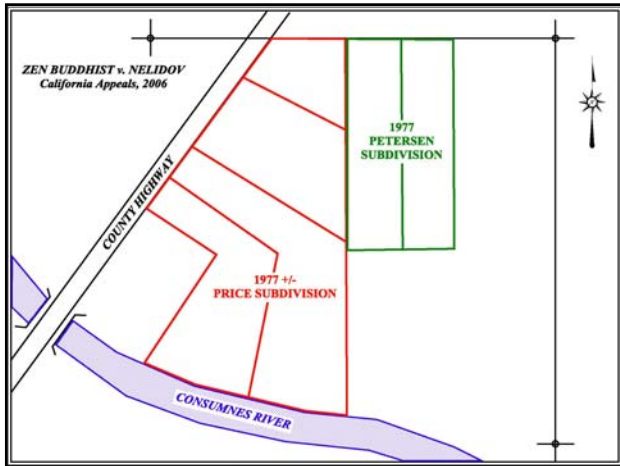 ZEN BUDDHIST v. NELIDOV
California Appeals, 2006
1977
PETERSEN
SUBDIVISION
COUNTY HIGHWAY
1977 +/-
PRICE SUBDIVISION
CONSUMNES RIVER